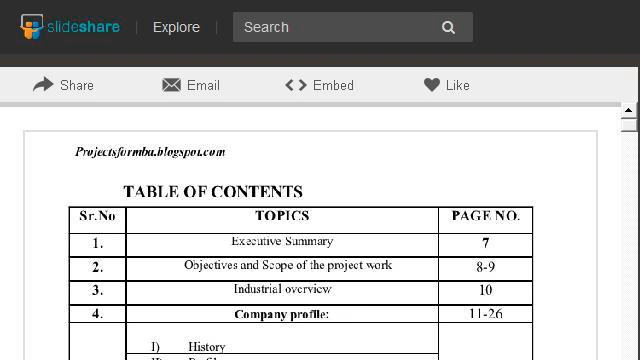 slideshare Explore Search
Share Email Embed Like
Projectsformba.blogspot.com
TABLE OF CONTENTS
Sr.No TOPICS PAGE NO.
1. Executive Summary 7
2. Objectives and Scope of the project work 8-9
3. Industrial overview 10
4. Company profile: 11-26
I) History